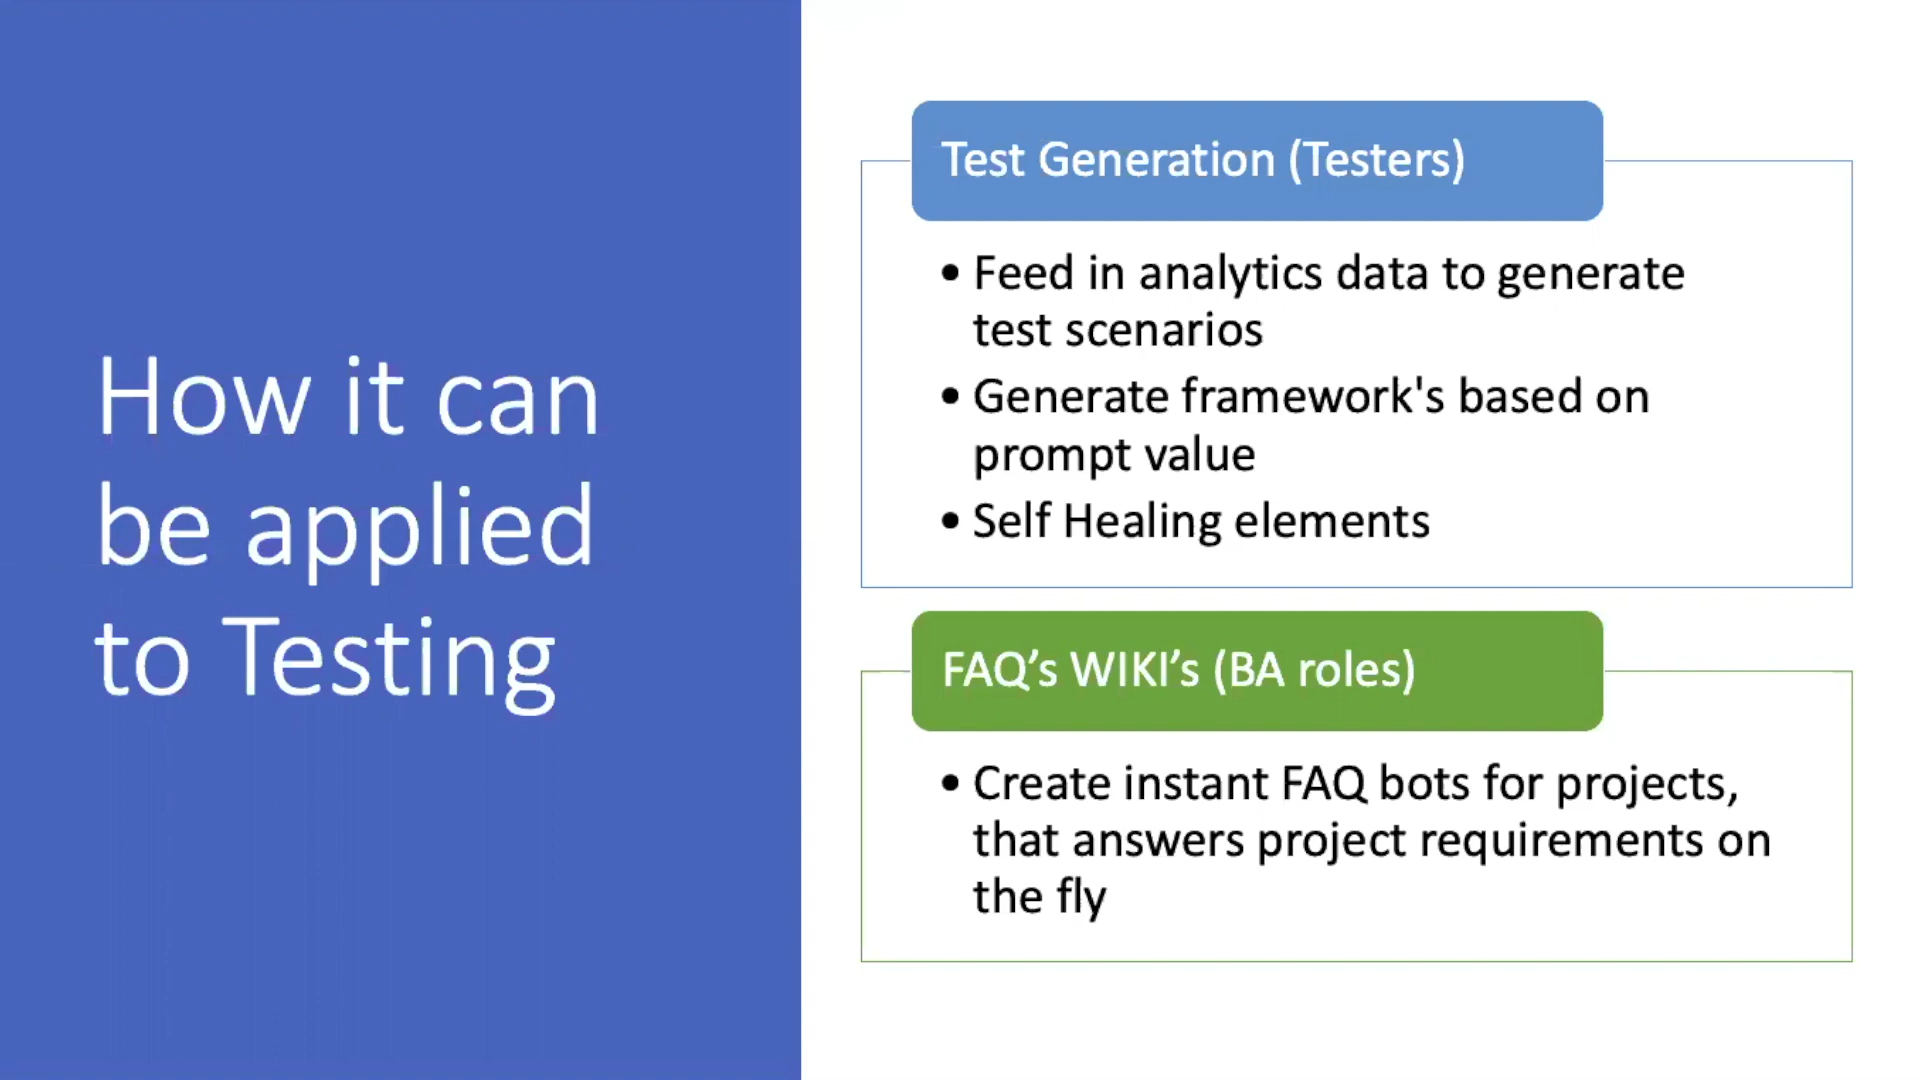 How it can
be applied
to Testing
Test Generation (Testers)
• Feed in analytics data to generate
test scenarios
• Generate framework's based on
prompt value
• Self Healing elements
FAQ’s WIKI’s (BA roles)
• Create instant FAQ bots for projects,
that answers project requirements on
the fly